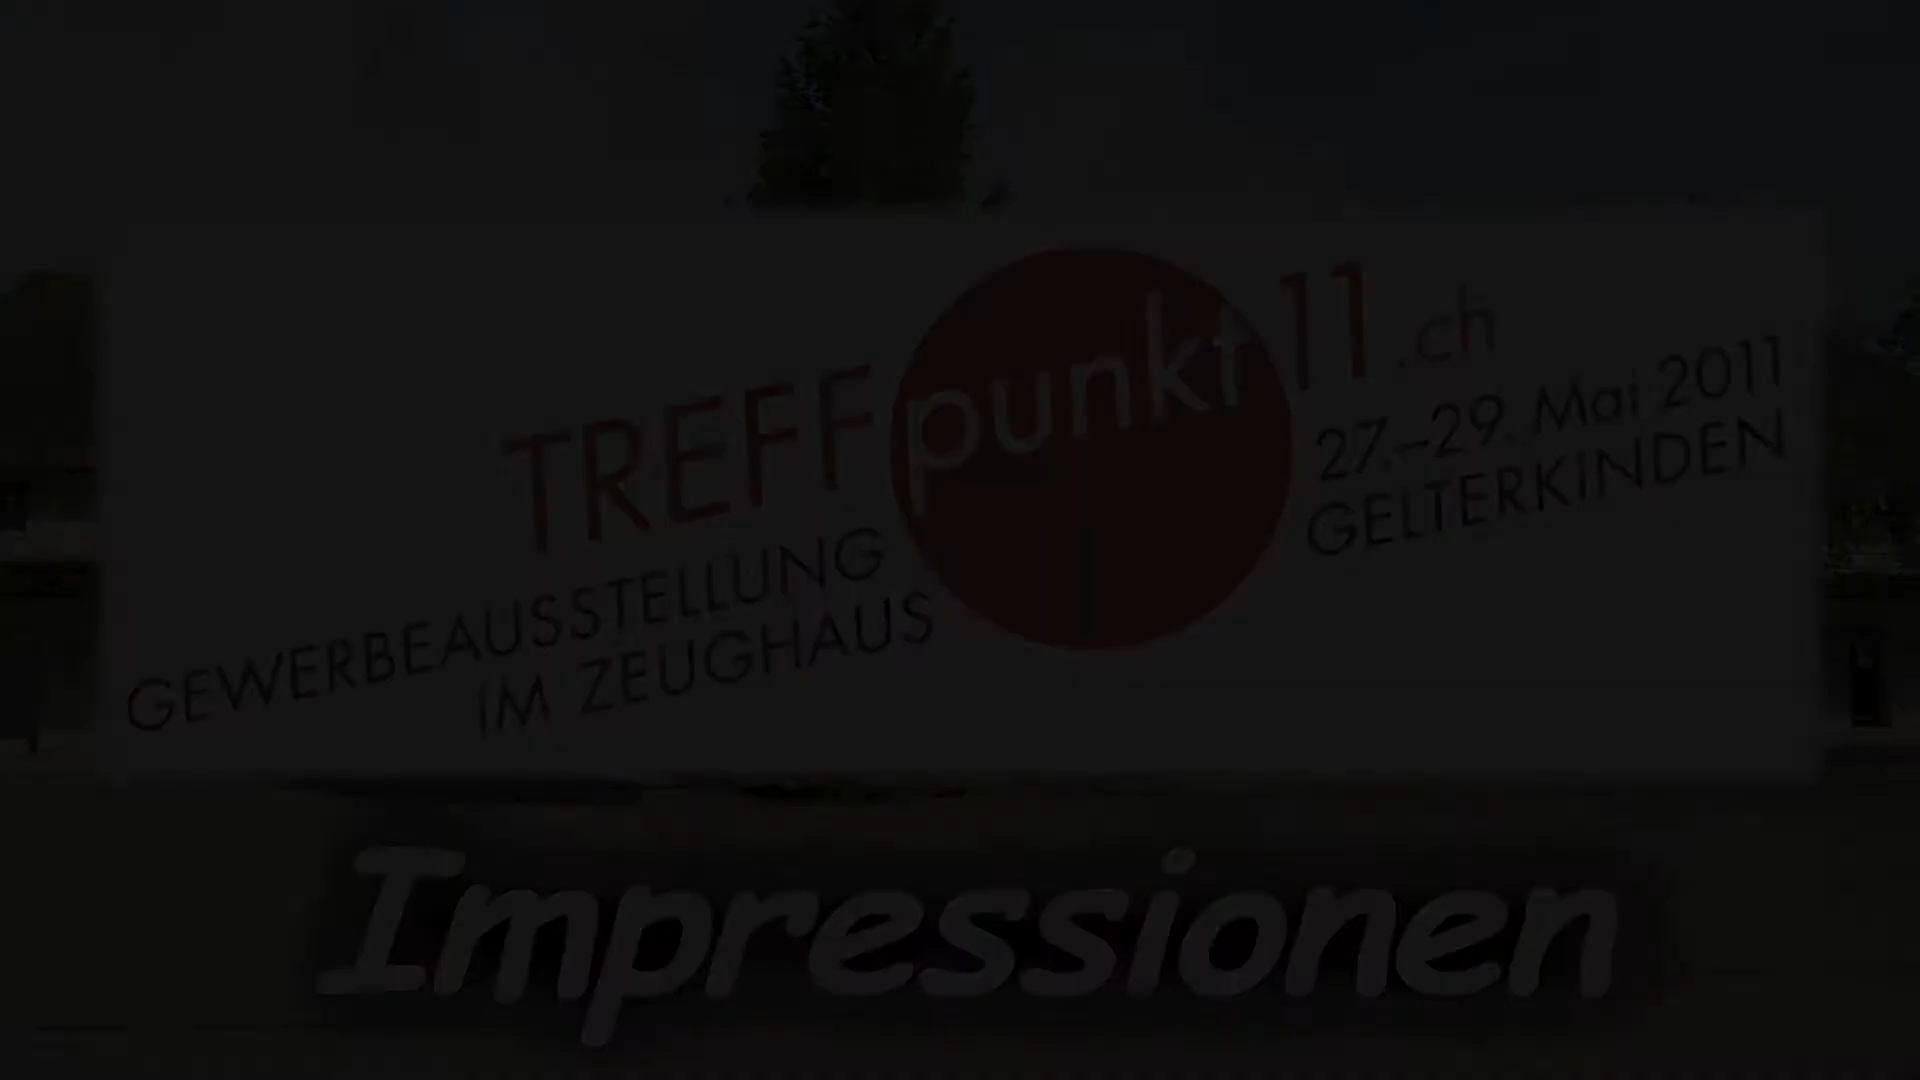 TREFFpunkt11.ch
GEWERBEAUSSTELLUNG
IM ZEUGHAUS
27.–29. Mai 2011
GELTERKINDEN
Impressionen